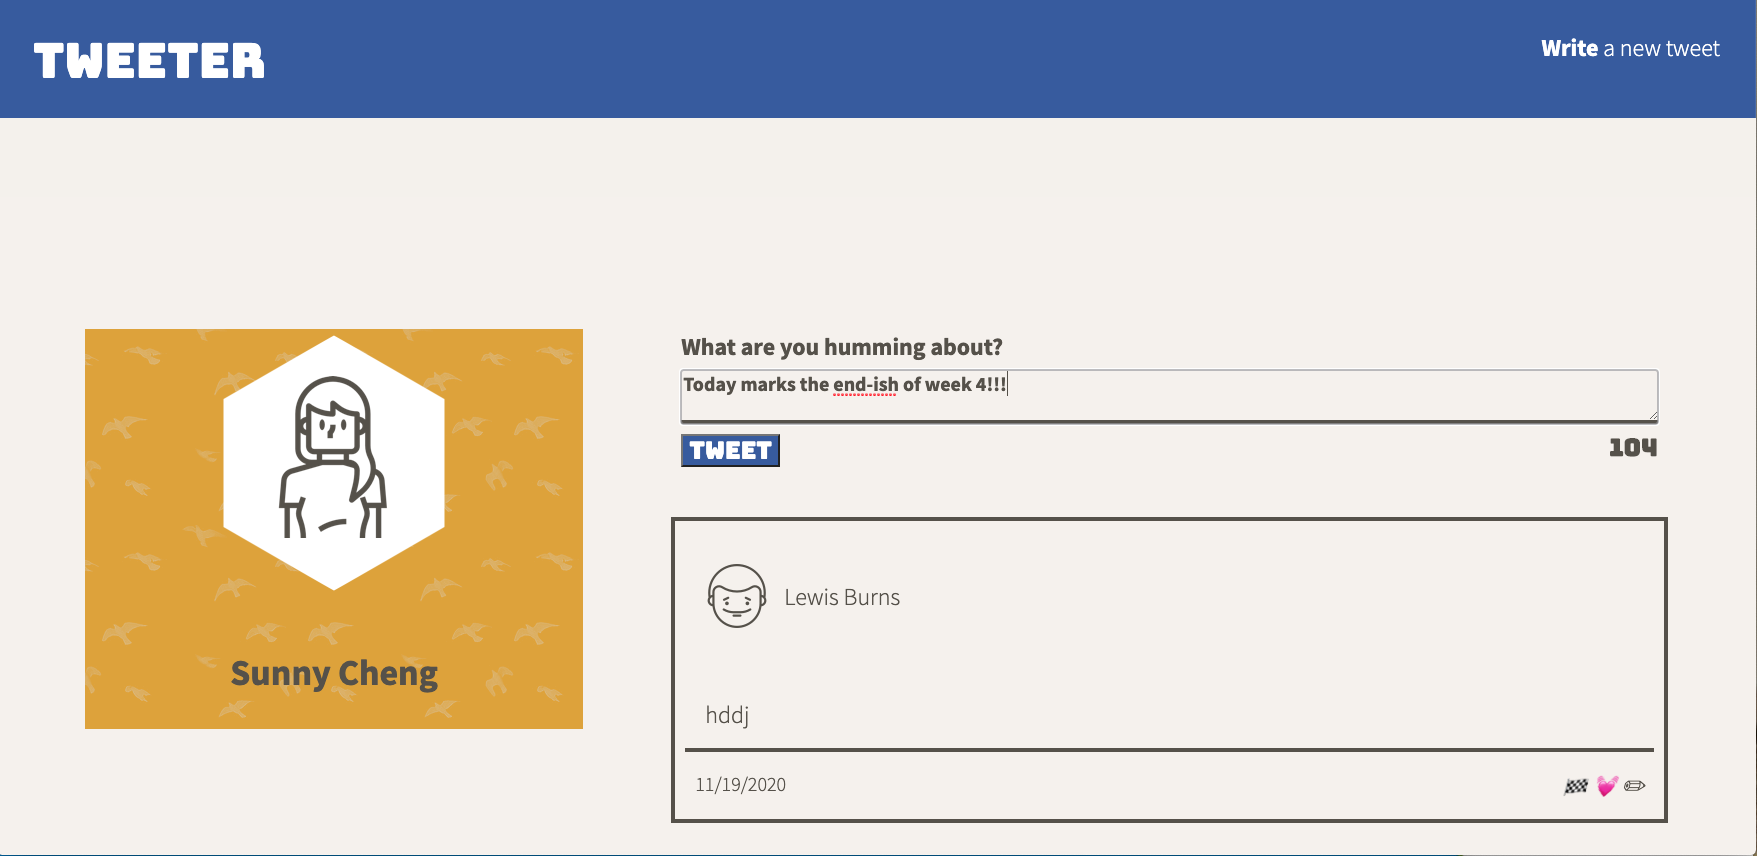 TWEETER
Write a new tweet
What are you humming about?
Today marks the end-ish of week 4!!!
TWEET
104
Sunny Cheng
Lewis Burns
hddj
11/19/2020